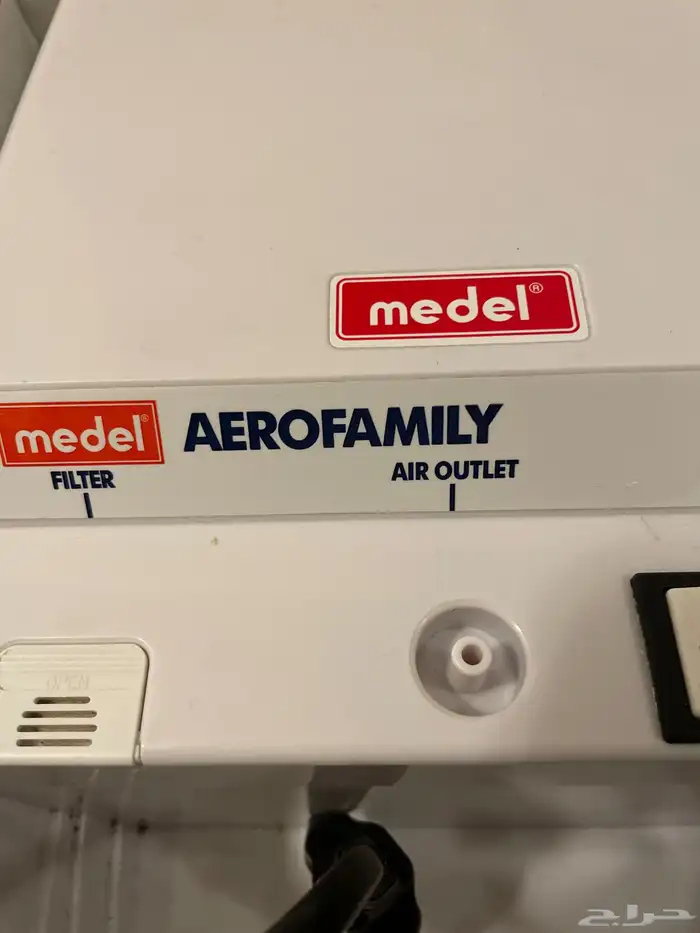 medel®
medel® AEROFAMILY
FILTER
AIR OUTLET
OPEN
حراج